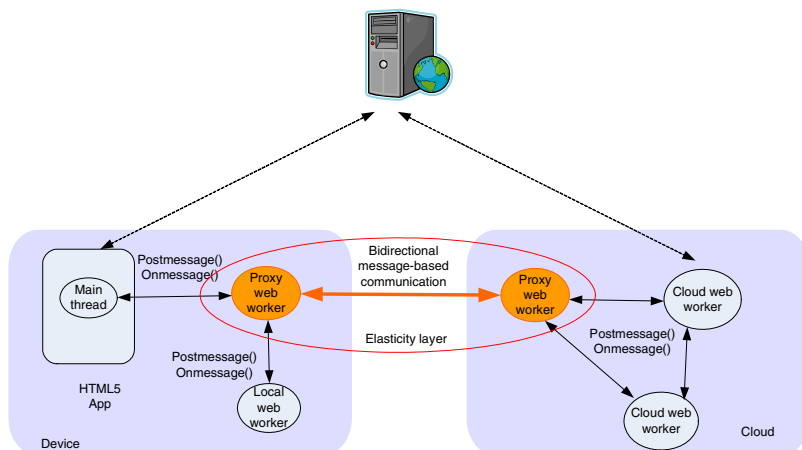 Postmessage()
Onmessage()
Main
thread
Proxy
web
worker
Bidirectional
message-based
communication
Proxy
web
worker
Cloud web
worker
Elasticity layer
Postmessage()
Onmessage()
Postmessage()
Onmessage()
HTML5
App
Local
web
worker
Cloud web
worker
Device
Cloud